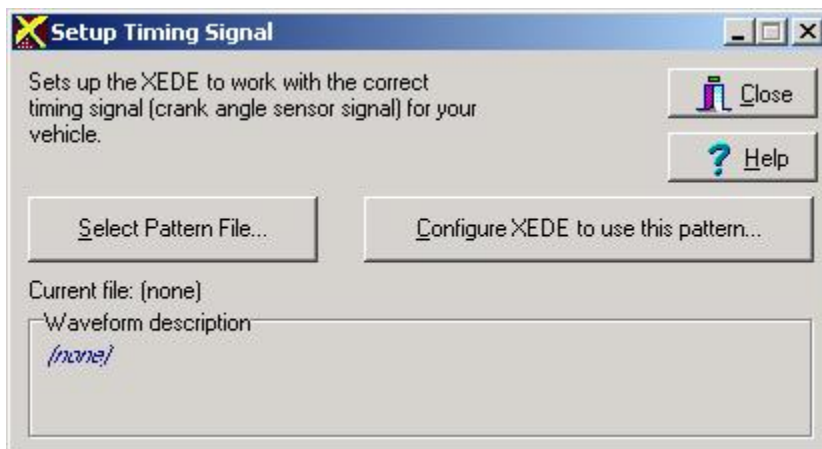 Setup Timing Signal
Sets up the XEDE to work with the correct
timing signal (crank angle sensor signal) for your
vehicle.
Close
Help
Select Pattern File...
Configure XEDE to use this pattern...
Current file: (none)
Waveform description
(none)